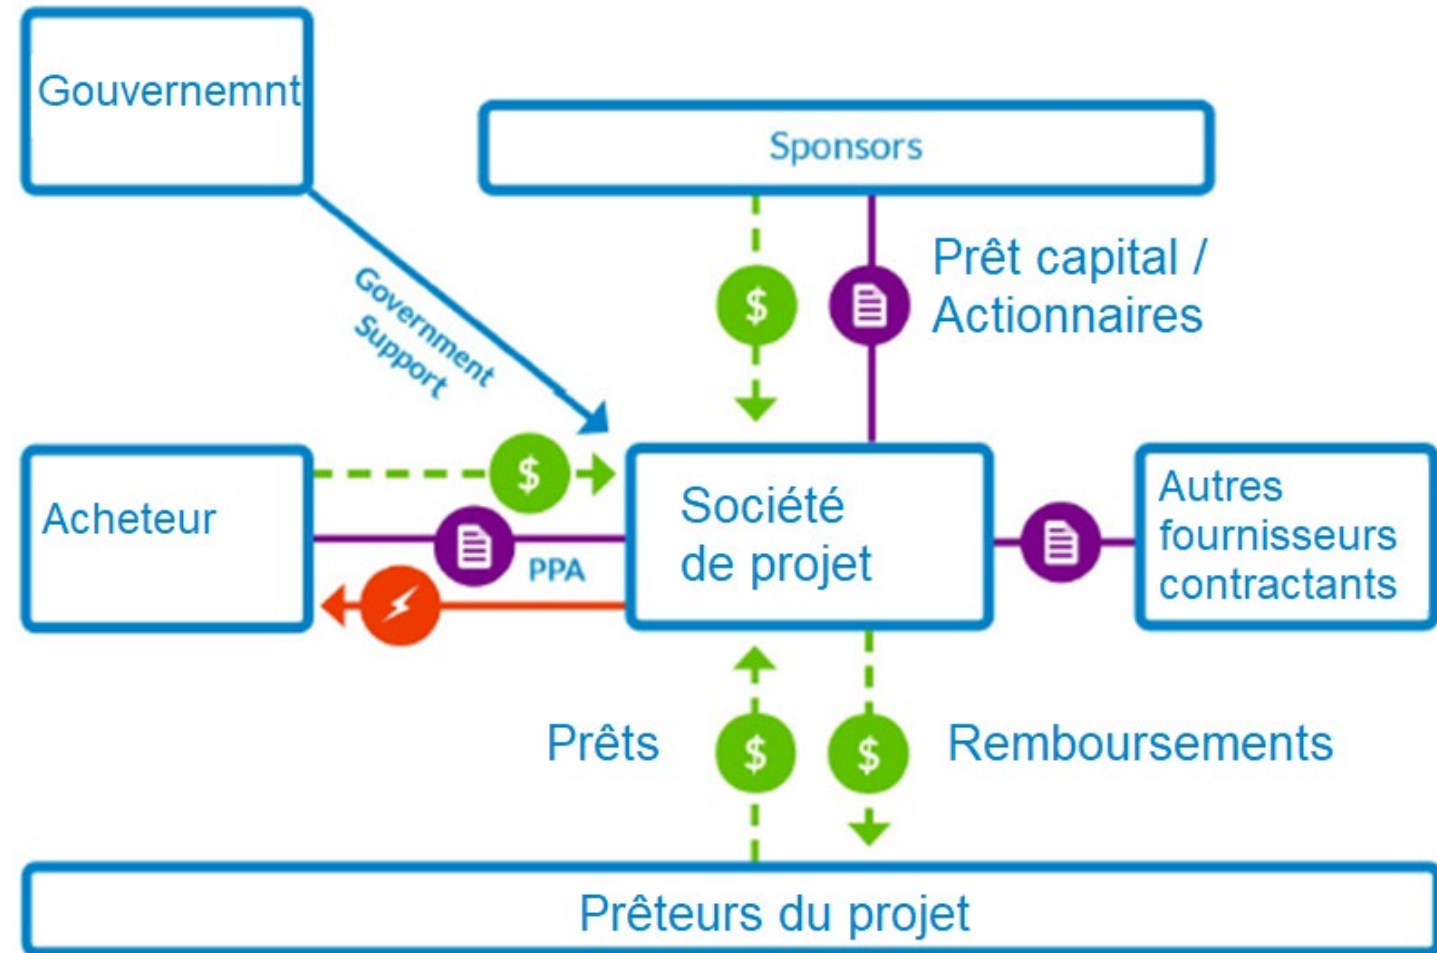 Gouvernemnt
Sponsors
Government
Support
$
Prêt capital /
Actionnaires
Acheteur
$
PPA
Société
de projet
Autres
fournisseurs
contractants
Prêts
$
$
Remboursements
Prêteurs du projet